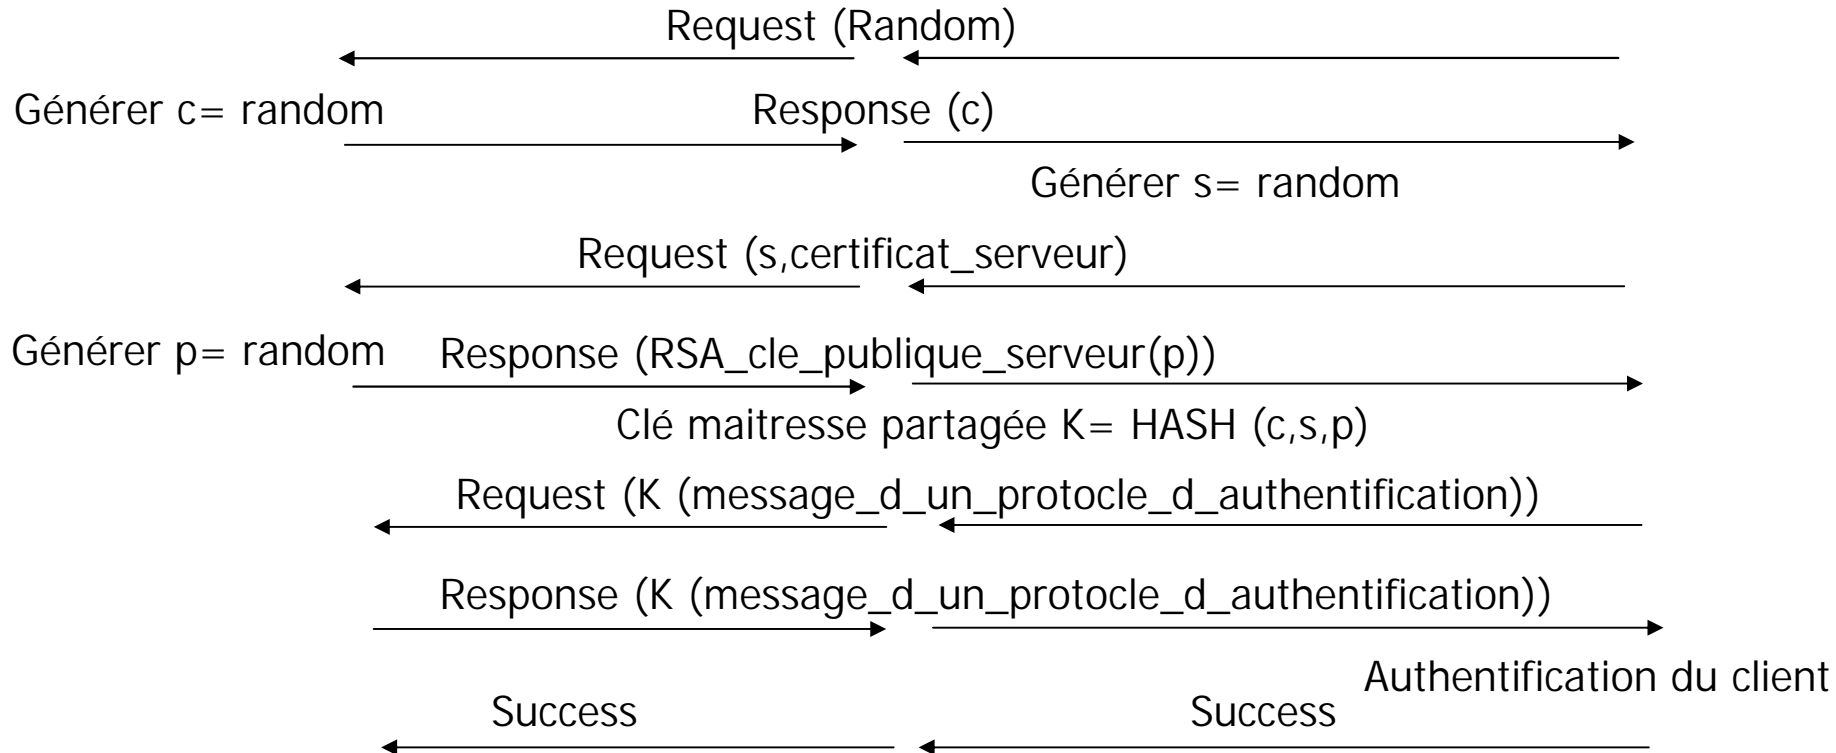 Request (Random)
Générer c= random
Response (c)
Générer s= random
Request (s,certificat_serveur)
Générer p= random
Response (RSA_cle_publique_serveur(p))
Clé maitresse partagée K= HASH (c,s,p)
Request (K (message_d_un_protocle_d_authentification))
Response (K (message_d_un_protocle_d_authentification))
Authentification du client
Success
Success